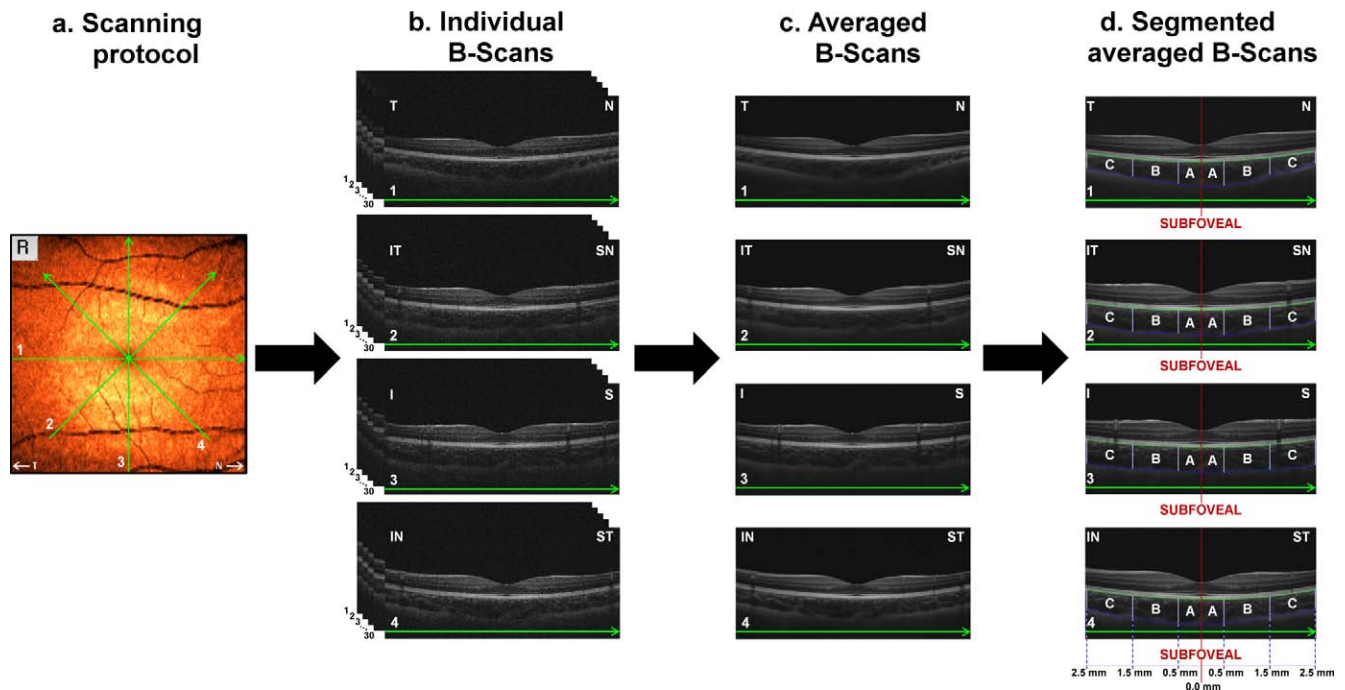 a. Scanning
protocol
b. Individual
B-Scans
c. Averaged
B-Scans
d. Segmented
averaged B-Scans
R
1
2
3
4
←T
N→
T N
1 2 3 ... 30
1
IT SN
1 2 3 ... 30
2
I S
1 2 3 ... 30
3
IN ST
1 2 3 ... 30
4
T N
1
IT SN
2
I S
3
IN ST
4
T N
C B A A B C
1
SUBFOVEAL
IT SN
C B A A B C
2
SUBFOVEAL
I S
C B A A B C
3
SUBFOVEAL
IN ST
C B A A B C
4
SUBFOVEAL
2.5 mm 1.5 mm 0.5 mm 0.5 mm 1.5 mm 2.5 mm
0.0 mm